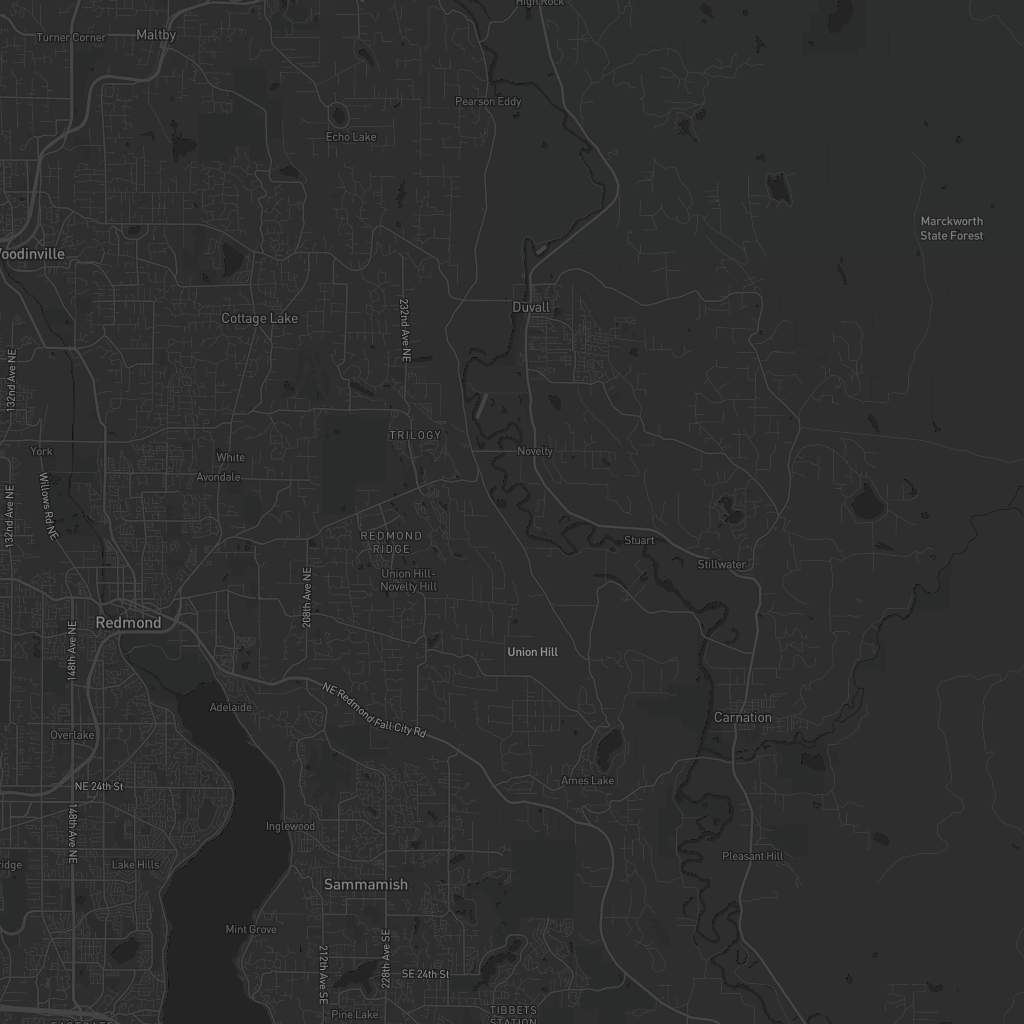 High Rock
Turner Corner
Maltby
Pearson Eddy
Echo Lake
Marckworth
State Forest
Woodinville
Duvall
Cottage Lake
232nd Ave NE
132nd Ave NE
TRILOGY
York
White
Novelty
Avondale
Willows Rd NE
132nd Ave NE
REDMOND
RIDGE
Stuart
Stillwater
Union Hill-
Novelty Hill
208th Ave NE
Redmond
148th Ave NE
Union Hill
Adelaide
NE Redmond Fall City Rd
Carnation
Overlake
NE 24th St
Ames Lake
148th Ave NE
Inglewood
Pleasant Hill
ridge
Lake Hills
Sammamish
Mint Grove
212th Ave SE
228th Ave SE
SE 24th St
Pine Lake
TIBBETS
STATION
EASTGATE